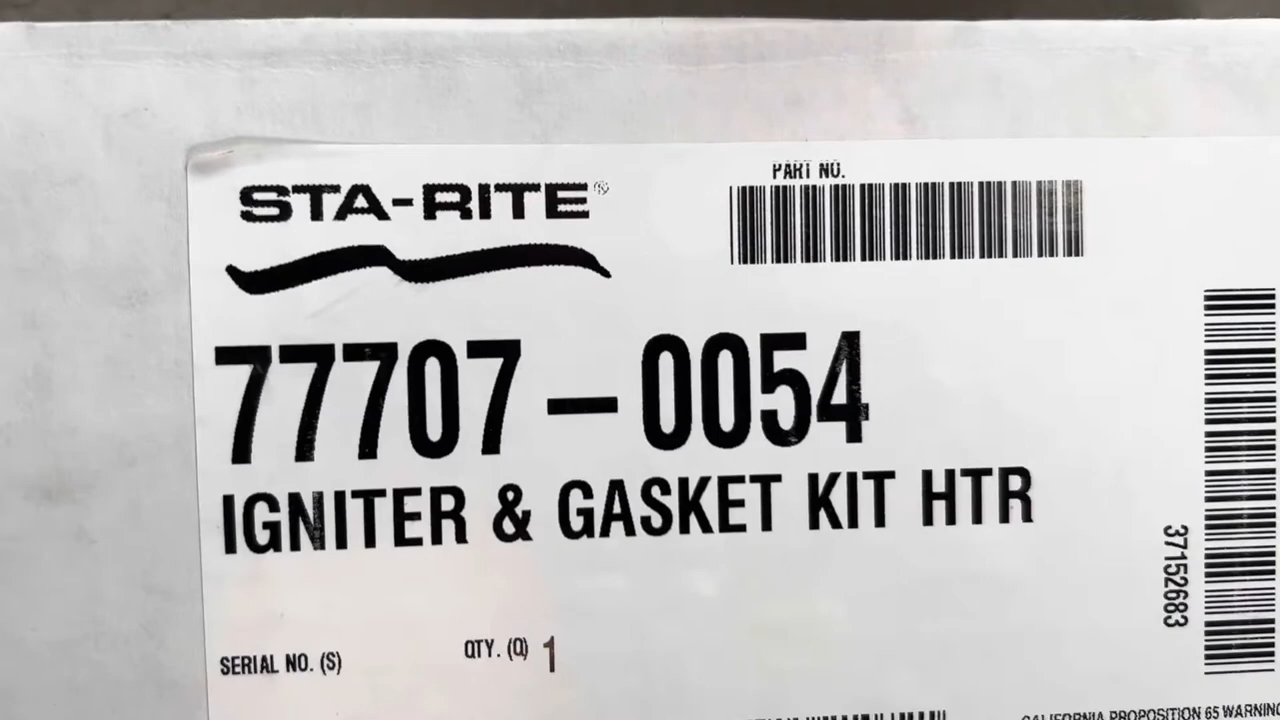 STA-RITE®
PART NO.
77707-0054
IGNITER & GASKET KIT HTR
37152683
SERIAL NO. (S)
QTY. (Q) 1
CALIFORNIA PROPOSITION 65 WARNING